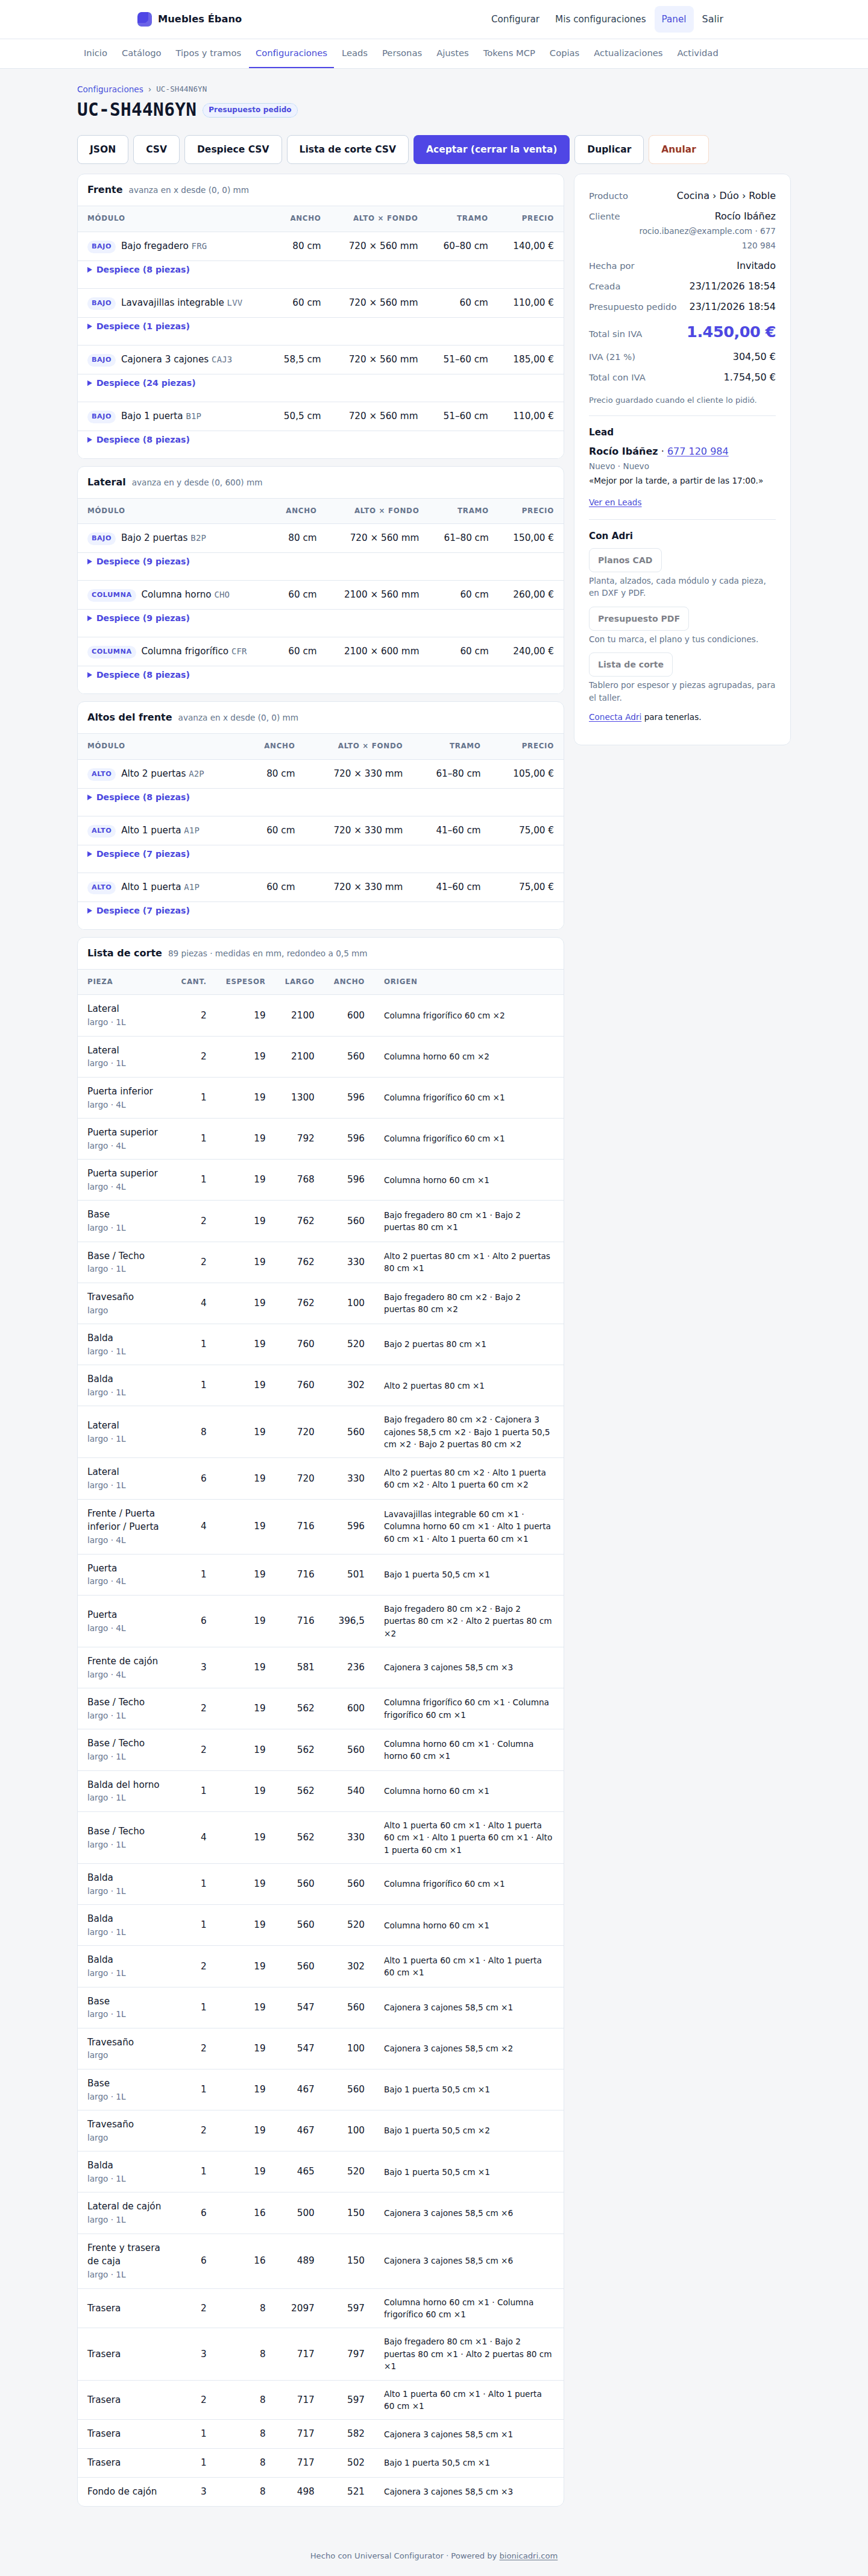 Muebles Ébano
Configurar Mis configuraciones Panel Salir
Inicio Catálogo Tipos y tramos Configuraciones Leads Personas Ajustes Tokens MCP Copias Actualizaciones Actividad
Configuraciones › UC-SH44N6YN
UC-SH44N6YN Presupuesto pedido
JSON CSV Despiece CSV Lista de corte CSV Aceptar (cerrar la venta) Duplicar Anular
Frente avanza en x desde (0, 0) mm
MÓDULO ANCHO ALTO × FONDO TRAMO PRECIO
BAJO Bajo fregadero FRG 80 cm 720 × 560 mm 60–80 cm 140,00 €
▶ Despiece (8 piezas)
BAJO Lavavajillas integrable LVV 60 cm 720 × 560 mm 60 cm 110,00 €
▶ Despiece (1 piezas)
BAJO Cajonera 3 cajones CAJ3 58,5 cm 720 × 560 mm 51–60 cm 185,00 €
▶ Despiece (24 piezas)
BAJO Bajo 1 puerta B1P 50,5 cm 720 × 560 mm 51–60 cm 110,00 €
▶ Despiece (8 piezas)
Lateral avanza en y desde (0, 600) mm
MÓDULO ANCHO ALTO × FONDO TRAMO PRECIO
BAJO Bajo 2 puertas B2P 80 cm 720 × 560 mm 61–80 cm 150,00 €
▶ Despiece (9 piezas)
COLUMNA Columna horno CHO 60 cm 2100 × 560 mm 60 cm 260,00 €
▶ Despiece (9 piezas)
COLUMNA Columna frigorífico CFR 60 cm 2100 × 600 mm 60 cm 240,00 €
▶ Despiece (8 piezas)
Altos del frente avanza en x desde (0, 0) mm
MÓDULO ANCHO ALTO × FONDO TRAMO PRECIO
ALTO Alto 2 puertas A2P 80 cm 720 × 330 mm 61–80 cm 105,00 €
▶ Despiece (8 piezas)
ALTO Alto 1 puerta A1P 60 cm 720 × 330 mm 41–60 cm 75,00 €
▶ Despiece (7 piezas)
ALTO Alto 1 puerta A1P 60 cm 720 × 330 mm 41–60 cm 75,00 €
▶ Despiece (7 piezas)
Lista de corte 89 piezas · medidas en mm, redondeo a 0,5 mm
PIEZA CANT. ESPESOR LARGO ANCHO ORIGEN
Lateral
largo · 1L
2 19 2100 600 Columna frigorífico 60 cm ×2
Lateral
largo · 1L
2 19 2100 560 Columna horno 60 cm ×2
Puerta inferior
largo · 4L
1 19 1300 596 Columna frigorífico 60 cm ×1
Puerta superior
largo · 4L
1 19 792 596 Columna frigorífico 60 cm ×1
Puerta superior
largo · 4L
1 19 768 596 Columna horno 60 cm ×1
Base
largo · 1L
2 19 762 560 Bajo fregadero 80 cm ×1 · Bajo 2
puertas 80 cm ×1
Base / Techo
largo · 1L
2 19 762 330 Alto 2 puertas 80 cm ×1 · Alto 2 puertas
80 cm ×1
Travesaño
largo
4 19 762 100 Bajo fregadero 80 cm ×2 · Bajo 2
puertas 80 cm ×2
Balda
largo · 1L
1 19 760 520 Bajo 2 puertas 80 cm ×1
Balda
largo · 1L
1 19 760 302 Alto 2 puertas 80 cm ×1
Lateral
largo · 1L
8 19 720 560 Bajo fregadero 80 cm ×2 · Cajonera 3
cajones 58,5 cm ×2 · Bajo 1 puerta 50,5
cm ×2 · Bajo 2 puertas 80 cm ×2
Lateral
largo · 1L
6 19 720 330 Alto 2 puertas 80 cm ×2 · Alto 1 puerta
60 cm ×2 · Alto 1 puerta 60 cm ×2
Frente / Puerta
inferior / Puerta
largo · 4L
4 19 716 596 Lavavajillas integrable 60 cm ×1 ·
Columna horno 60 cm ×1 · Alto 1 puerta
60 cm ×1 · Alto 1 puerta 60 cm ×1
Puerta
largo · 4L
1 19 716 501 Bajo 1 puerta 50,5 cm ×1
Puerta
largo · 4L
6 19 716 396,5 Bajo fregadero 80 cm ×2 · Bajo 2
puertas 80 cm ×2 · Alto 2 puertas 80 cm
×2
Frente de cajón
largo · 4L
3 19 581 236 Cajonera 3 cajones 58,5 cm ×3
Base / Techo
largo · 1L
2 19 562 600 Columna frigorífico 60 cm ×1 · Columna
frigorífico 60 cm ×1
Base / Techo
largo · 1L
2 19 562 560 Columna horno 60 cm ×1 · Columna
horno 60 cm ×1
Balda del horno
largo · 1L
1 19 562 540 Columna horno 60 cm ×1
Base / Techo
largo · 1L
4 19 562 330 Alto 1 puerta 60 cm ×1 · Alto 1 puerta
60 cm ×1 · Alto 1 puerta 60 cm ×1 · Alto
1 puerta 60 cm ×1
Balda
largo · 1L
1 19 560 560 Columna frigorífico 60 cm ×1
Balda
largo · 1L
1 19 560 520 Columna horno 60 cm ×1
Balda
largo · 1L
2 19 560 302 Alto 1 puerta 60 cm ×1 · Alto 1 puerta
60 cm ×1
Base
largo · 1L
1 19 547 560 Cajonera 3 cajones 58,5 cm ×1
Travesaño
largo
2 19 547 100 Cajonera 3 cajones 58,5 cm ×2
Base
largo · 1L
1 19 467 560 Bajo 1 puerta 50,5 cm ×1
Travesaño
largo
2 19 467 100 Bajo 1 puerta 50,5 cm ×2
Balda
largo · 1L
1 19 465 520 Bajo 1 puerta 50,5 cm ×1
Lateral de cajón
largo · 1L
6 16 500 150 Cajonera 3 cajones 58,5 cm ×6
Frente y trasera
de caja
largo · 1L
6 16 489 150 Cajonera 3 cajones 58,5 cm ×6
Trasera 2 8 2097 597 Columna horno 60 cm ×1 · Columna
frigorífico 60 cm ×1
Trasera 3 8 717 797 Bajo fregadero 80 cm ×1 · Bajo 2
puertas 80 cm ×1 · Alto 2 puertas 80 cm
×1
Trasera 2 8 717 597 Alto 1 puerta 60 cm ×1 · Alto 1 puerta
60 cm ×1
Trasera 1 8 717 582 Cajonera 3 cajones 58,5 cm ×1
Trasera 1 8 717 502 Bajo 1 puerta 50,5 cm ×1
Fondo de cajón 3 8 498 521 Cajonera 3 cajones 58,5 cm ×3
Producto Cocina › Dúo › Roble
Cliente Rocío Ibáñez
rocio.ibanez@example.com · 677
120 984
Hecha por Invitado
Creada 23/11/2026 18:54
Presupuesto pedido 23/11/2026 18:54
Total sin IVA 1.450,00 €
IVA (21 %) 304,50 €
Total con IVA 1.754,50 €
Precio guardado cuando el cliente lo pidió.
Lead
Rocío Ibáñez · 677 120 984
Nuevo · Nuevo
«Mejor por la tarde, a partir de las 17:00.»
Ver en Leads
Con Adri
Planos CAD
Planta, alzados, cada módulo y cada pieza,
en DXF y PDF.
Presupuesto PDF
Con tu marca, el plano y tus condiciones.
Lista de corte
Tablero por espesor y piezas agrupadas, para
el taller.
Conecta Adri para tenerlas.
Hecho con Universal Configurator · Powered by bionicadri.com